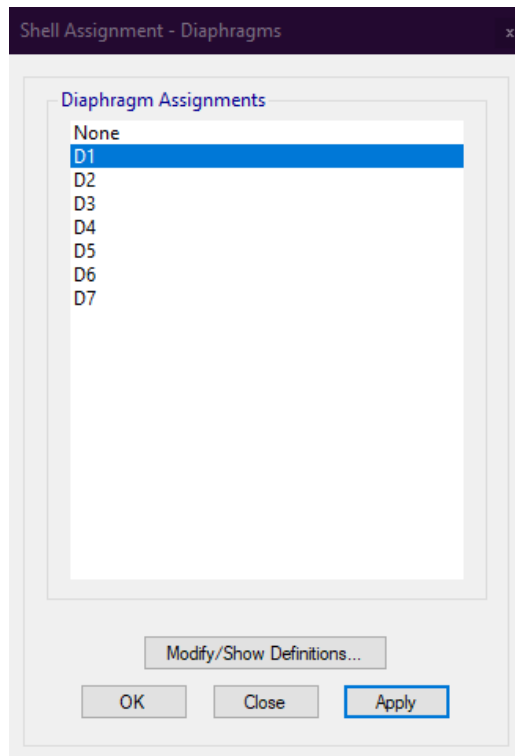 Shell Assignment - Diaphragms
x
Diaphragm Assignments
None
D1
D2
D3
D4
D5
D6
D7
Modify/Show Definitions...
OK Close Apply